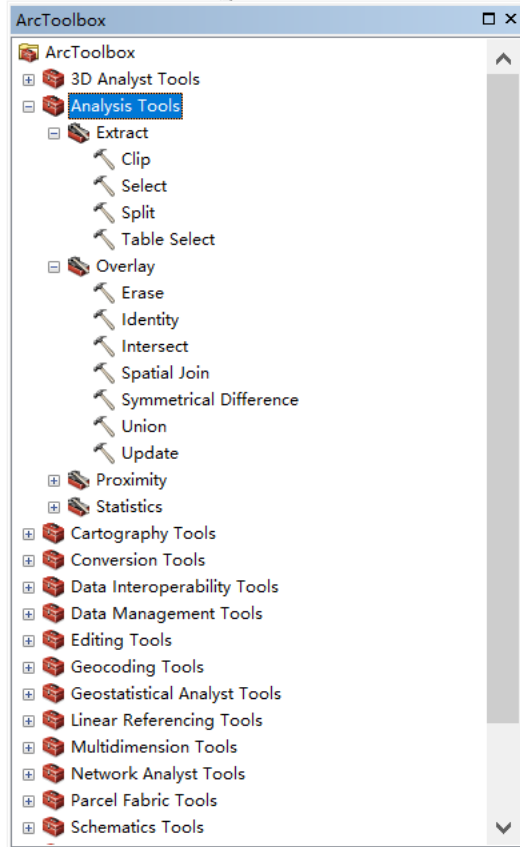 ArcToolbox
ArcToolbox
3D Analyst Tools
Analysis Tools
Extract
Clip
Select
Split
Table Select
Overlay
Erase
Identity
Intersect
Spatial Join
Symmetrical Difference
Union
Update
Proximity
Statistics
Cartography Tools
Conversion Tools
Data Interoperability Tools
Data Management Tools
Editing Tools
Geocoding Tools
Geostatistical Analyst Tools
Linear Referencing Tools
Multidimension Tools
Network Analyst Tools
Parcel Fabric Tools
Schematics Tools